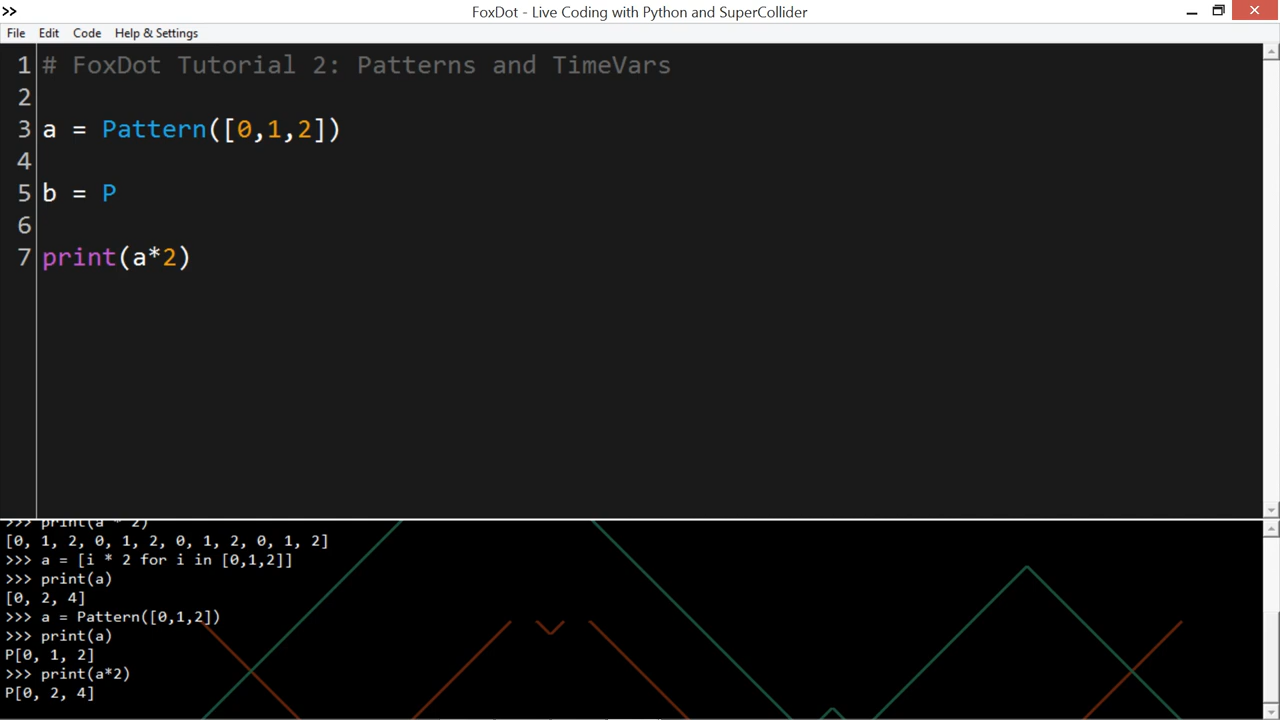 >> FoxDot - Live Coding with Python and SuperCollider
File Edit Code Help & Settings
1 # FoxDot Tutorial 2: Patterns and TimeVars
2
3 a = Pattern([0,1,2])
4
5 b = P
6
7 print(a*2)
>>> print(a * 2)
[0, 1, 2, 0, 1, 2, 0, 1, 2, 0, 1, 2]
>>> a = [i * 2 for i in [0,1,2]]
>>> print(a)
[0, 2, 4]
>>> a = Pattern([0,1,2])
>>> print(a)
P[0, 1, 2]
>>> print(a*2)
P[0, 2, 4]